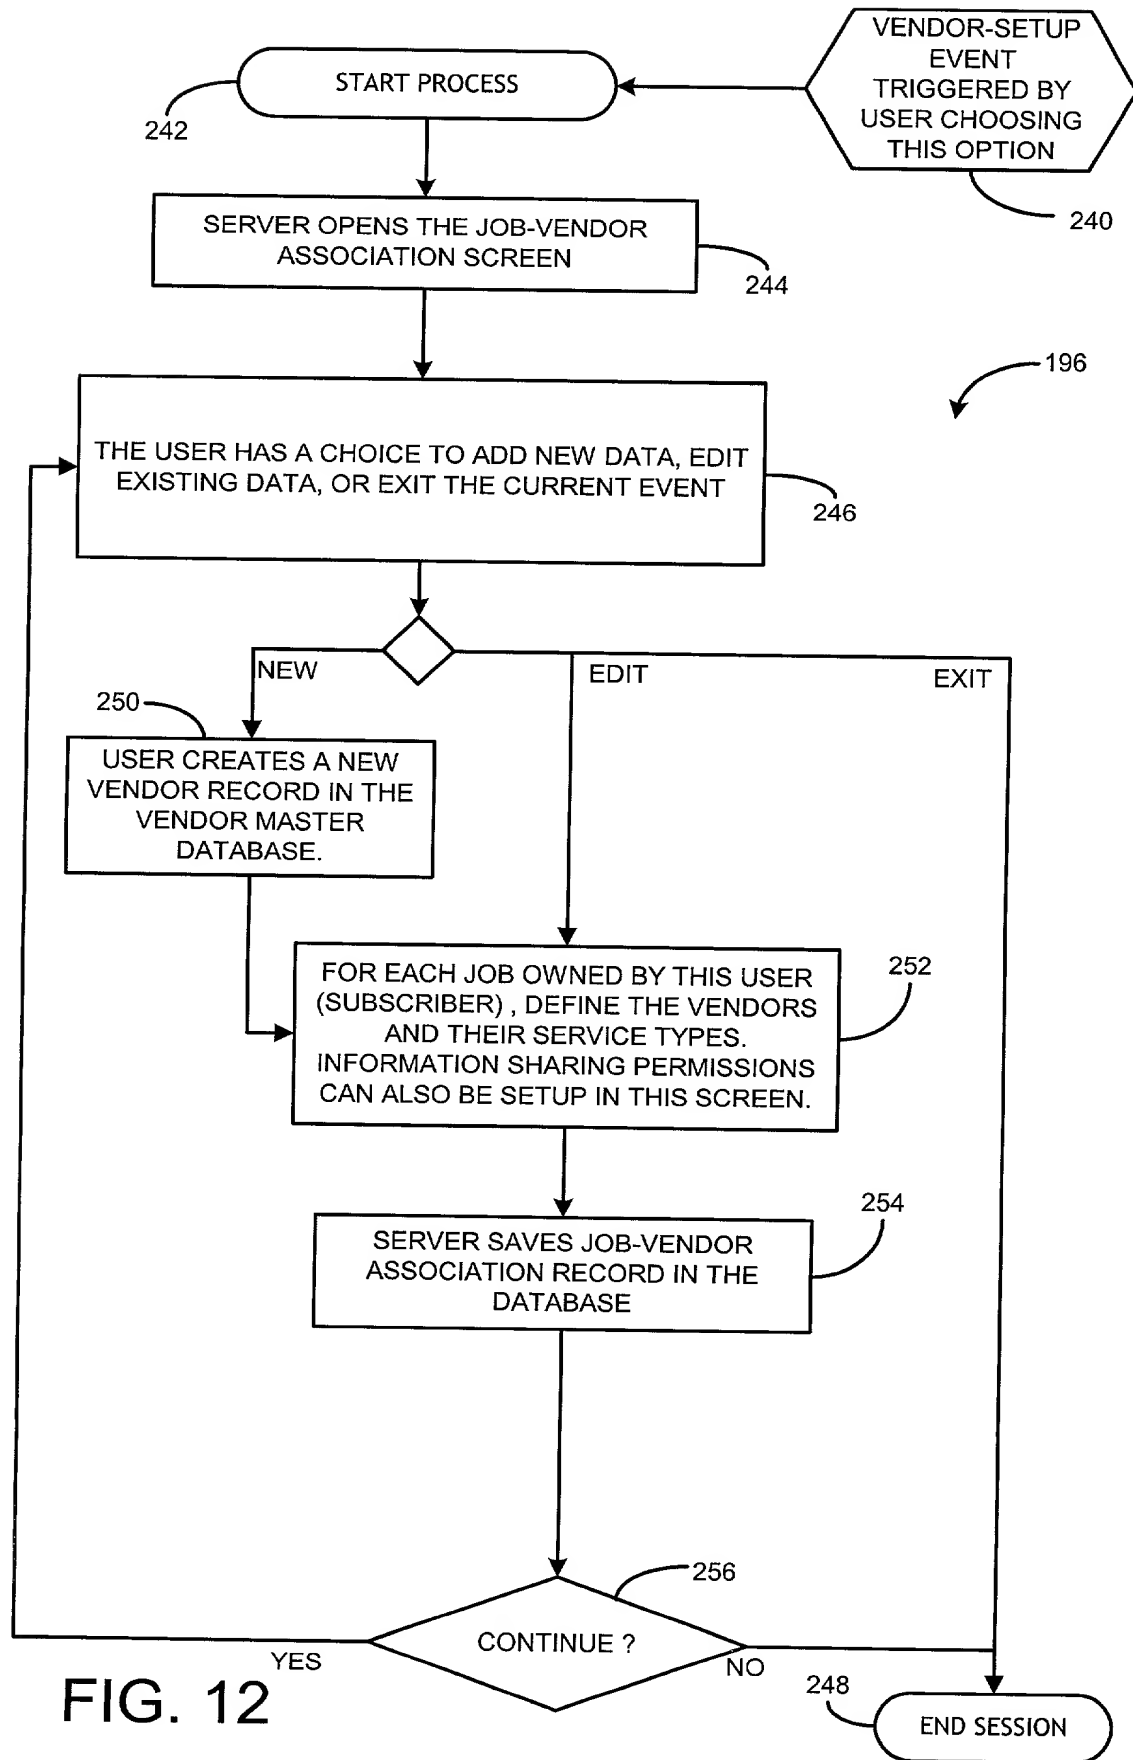 VENDOR-SETUP
EVENT
TRIGGERED BY
USER CHOOSING
THIS OPTION
240
START PROCESS
242
SERVER OPENS THE JOB-VENDOR
ASSOCIATION SCREEN
244
196
THE USER HAS A CHOICE TO ADD NEW DATA, EDIT
EXISTING DATA, OR EXIT THE CURRENT EVENT
246
NEW
EDIT
EXIT
250
USER CREATES A NEW
VENDOR RECORD IN THE
VENDOR MASTER
DATABASE.
FOR EACH JOB OWNED BY THIS USER
(SUBSCRIBER) , DEFINE THE VENDORS
AND THEIR SERVICE TYPES.
INFORMATION SHARING PERMISSIONS
CAN ALSO BE SETUP IN THIS SCREEN.
252
SERVER SAVES JOB-VENDOR
ASSOCIATION RECORD IN THE
DATABASE
254
CONTINUE ?
256
YES
NO
248
END SESSION
FIG. 12